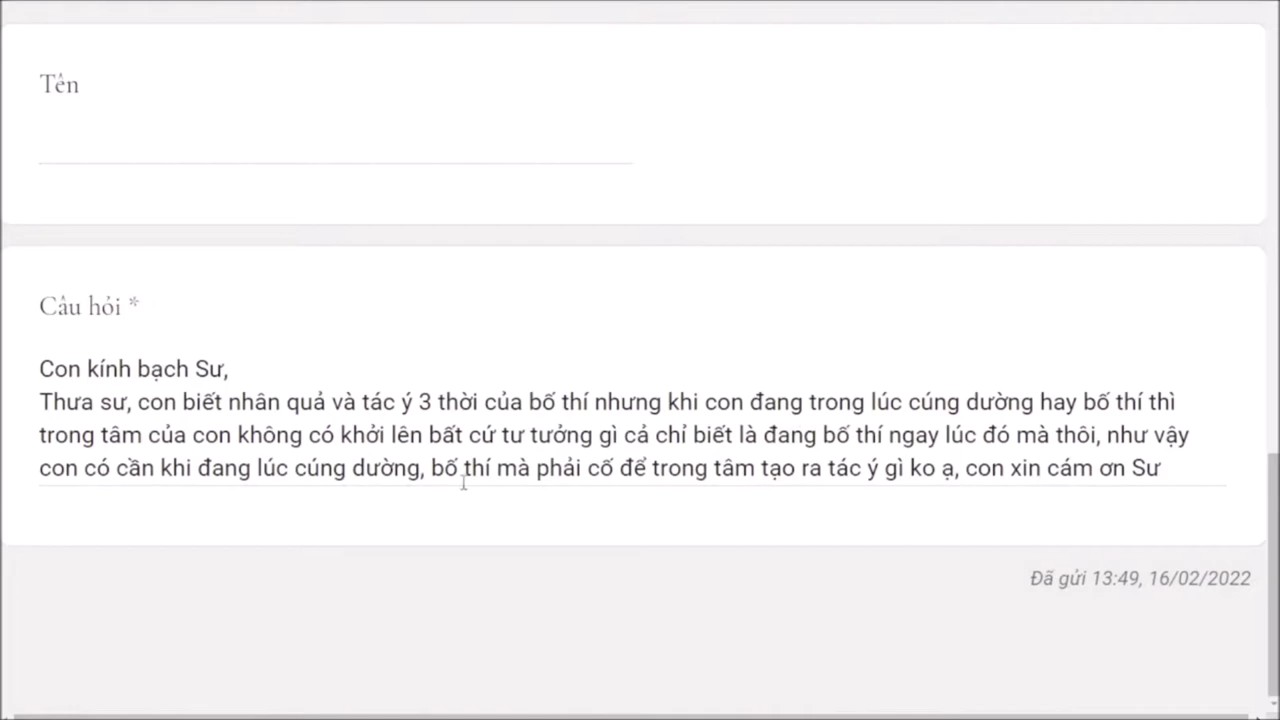 Tên
Câu hỏi *
Con kính bạch Sư,
Thưa sư, con biết nhân quả và tác ý 3 thời của bố thí nhưng khi con đang trong lúc cúng dường hay bố thí thì
trong tâm của con không có khởi lên bất cứ tư tưởng gì cả chỉ biết là đang bố thí ngay lúc đó mà thôi, như vậy
con có cần khi đang lúc cúng dường, bố thí mà phải cố để trong tâm tạo ra tác ý gì ko ạ, con xin cám ơn Sư
Đã gửi 13:49, 16/02/2022